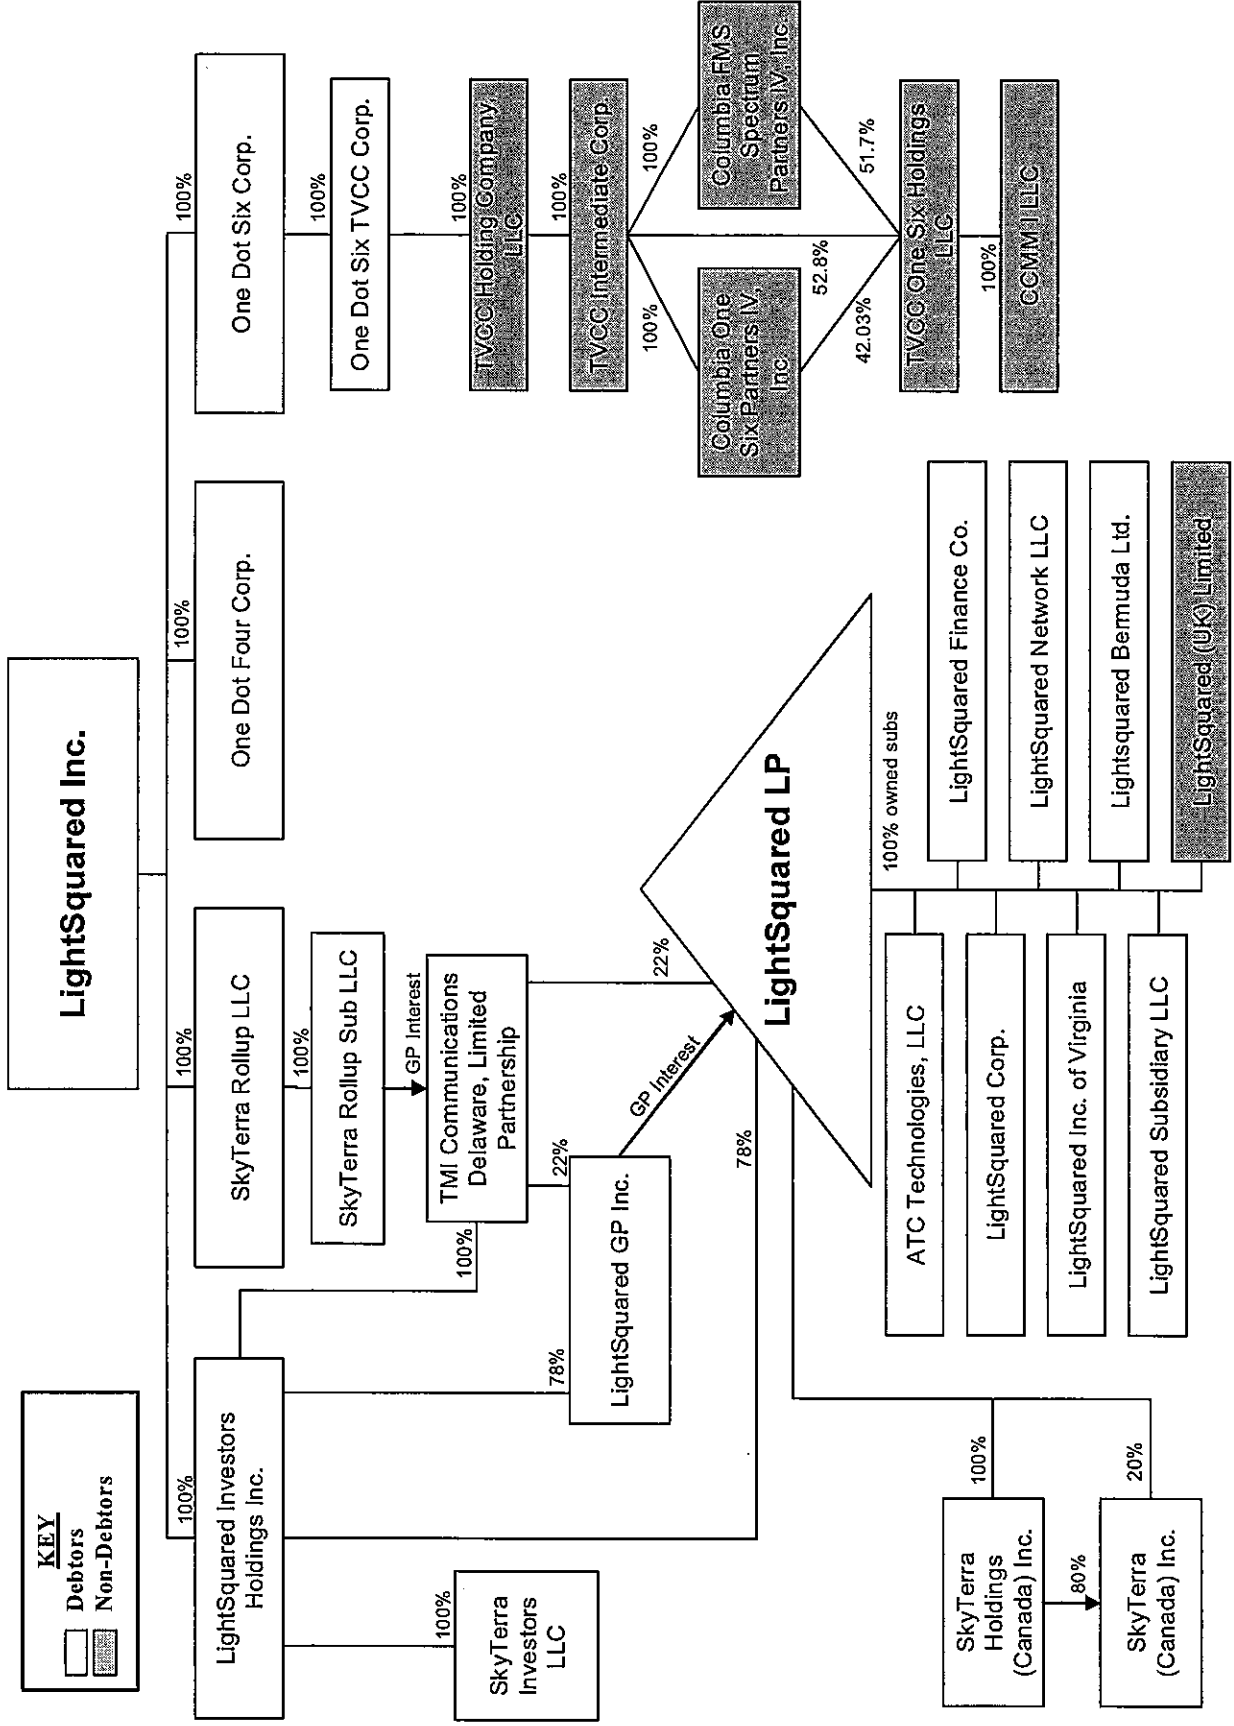 KEY
Debtors
Non-Debtors
LightSquared Inc.
100%
LightSquared Investors
Holdings Inc.
100%
SkyTerra Rollup LLC
100%
One Dot Four Corp.
100%
One Dot Six Corp.
100%
SkyTerra Rollup Sub LLC
100%
One Dot Six TVCC Corp.
GP Interest
100%
SkyTerra
Investors
LLC
100%
TMI Communications
Delaware, Limited
Partnership
100%
TVCC Holding Company,
LLC
100%
TVCC Intermediate Corp.
78%
22%
LightSquared GP Inc.
GP Interest
22%
78%
LightSquared LP
100%
100%
Columbia One
Six Partners IV,
Inc
Columbia FMS
Spectrum
Partners IV, Inc.
42.03%
52.8%
51.7%
TVCC One Six Holdings
LLC
100%
CCMM I LLC
100% owned subs
ATC Technologies, LLC
LightSquared Finance Co.
LightSquared Corp.
LightSquared Network LLC
LightSquared Inc. of Virginia
Lightsquared Bermuda Ltd.
LightSquared Subsidiary LLC
LightSquared (UK) Limited
100%
SkyTerra
Holdings
(Canada) Inc.
80%
20%
SkyTerra
(Canada) Inc.